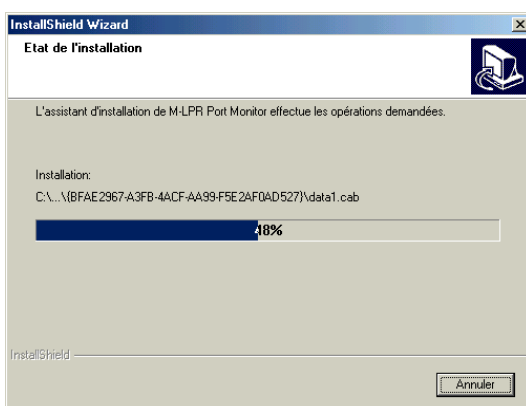 InstallShield Wizard
Etat de l'installation
L'assistant d'installation de M-LPR Port Monitor effectue les opérations demandées.
Installation:
C:\...\{BFAE2967-A3FB-4ACF-AA99-F5E2AF0AD527}\data1.cab
48%
InstallShield
Annuler